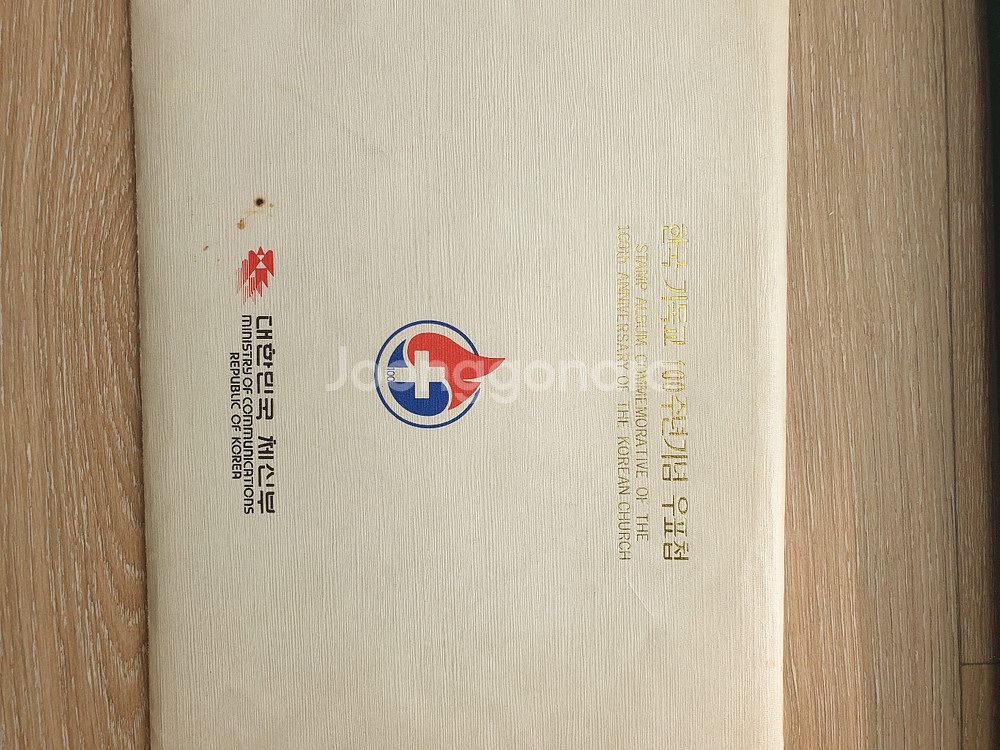 한국 기독교 100주년기념 우표첩
STAMP ALBUM COMMEMORATIVE OF THE
100th ANNIVERSARY OF THE KOREAN CHURCH
100
Joonggonara
대한민국 체신부
MINISTRY OF COMMUNICATIONS
REPUBLIC OF KOREA